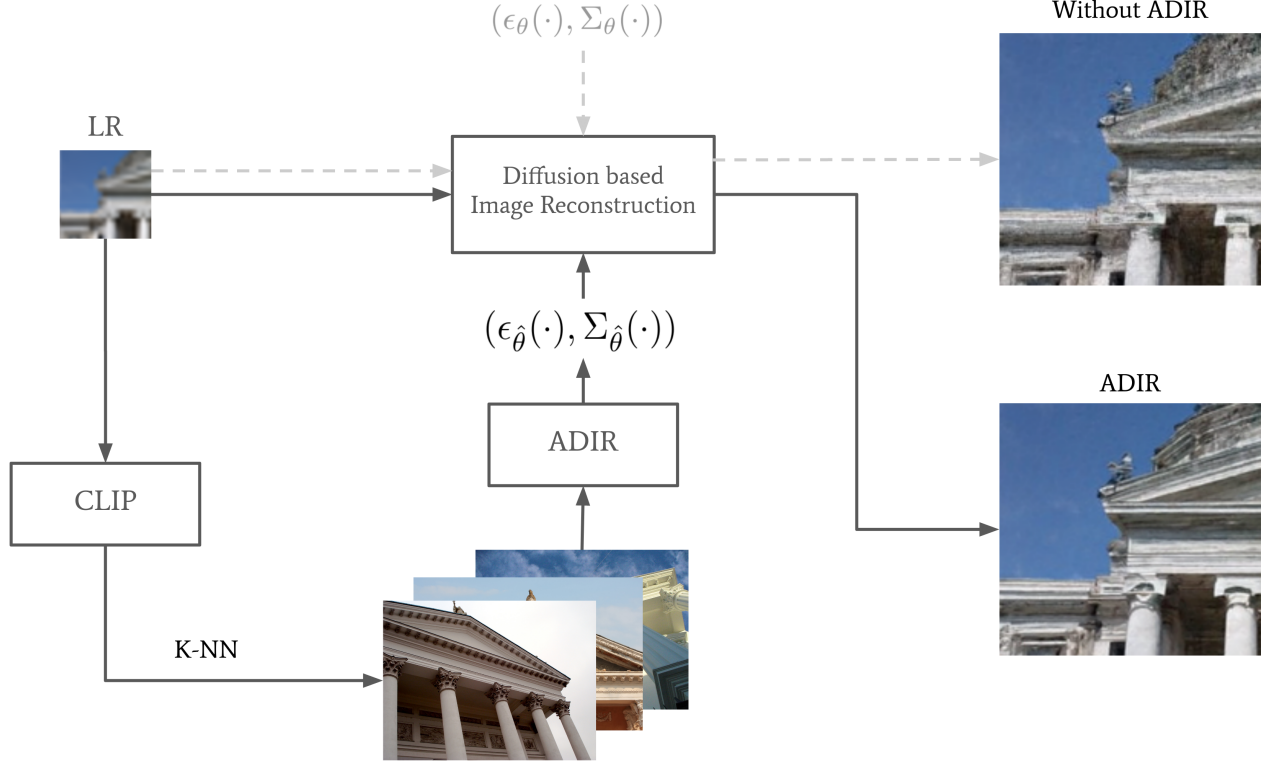 (ϵ_θ(·), Σ_θ(·))
Without ADIR
LR
Diffusion based
Image Reconstruction
(ϵ_θ̂(·), Σ_θ̂(·))
ADIR
ADIR
CLIP
K-NN